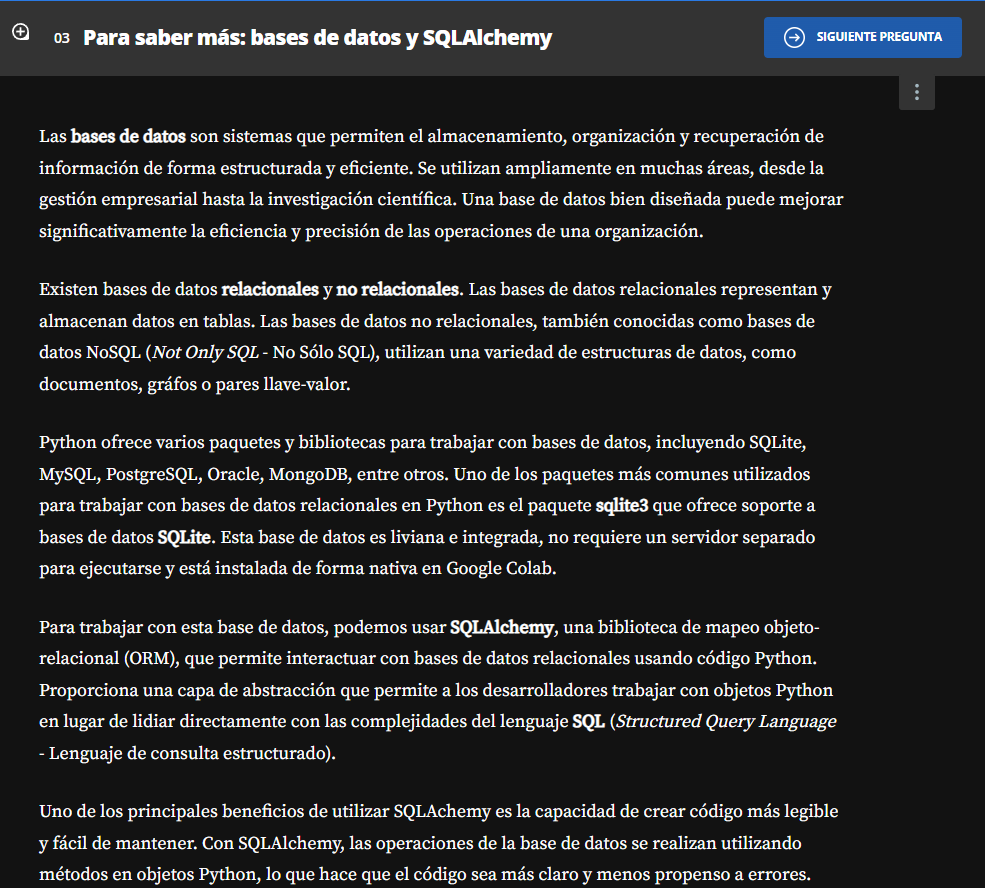 03 Para saber más: bases de datos y SQLAlchemy
SIGUIENTE PREGUNTA
Las bases de datos son sistemas que permiten el almacenamiento, organización y recuperación de
información de forma estructurada y eficiente. Se utilizan ampliamente en muchas áreas, desde la
gestión empresarial hasta la investigación científica. Una base de datos bien diseñada puede mejorar
significativamente la eficiencia y precisión de las operaciones de una organización.
Existen bases de datos relacionales y no relacionales. Las bases de datos relacionales representan y
almacenan datos en tablas. Las bases de datos no relacionales, también conocidas como bases de
datos NoSQL (Not Only SQL - No Sólo SQL), utilizan una variedad de estructuras de datos, como
documentos, gráfos o pares llave-valor.
Python ofrece varios paquetes y bibliotecas para trabajar con bases de datos, incluyendo SQLite,
MySQL, PostgreSQL, Oracle, MongoDB, entre otros. Uno de los paquetes más comunes utilizados
para trabajar con bases de datos relacionales en Python es el paquete sqlite3 que ofrece soporte a
bases de datos SQLite. Esta base de datos es liviana e integrada, no requiere un servidor separado
para ejecutarse y está instalada de forma nativa en Google Colab.
Para trabajar con esta base de datos, podemos usar SQLAlchemy, una biblioteca de mapeo objeto-
relacional (ORM), que permite interactuar con bases de datos relacionales usando código Python.
Proporciona una capa de abstracción que permite a los desarrolladores trabajar con objetos Python
en lugar de lidiar directamente con las complejidades del lenguaje SQL (Structured Query Language
- Lenguaje de consulta estructurado).
Uno de los principales beneficios de utilizar SQLAchemy es la capacidad de crear código más legible
y fácil de mantener. Con SQLAlchemy, las operaciones de la base de datos se realizan utilizando
métodos en objetos Python, lo que hace que el código sea más claro y menos propenso a errores.